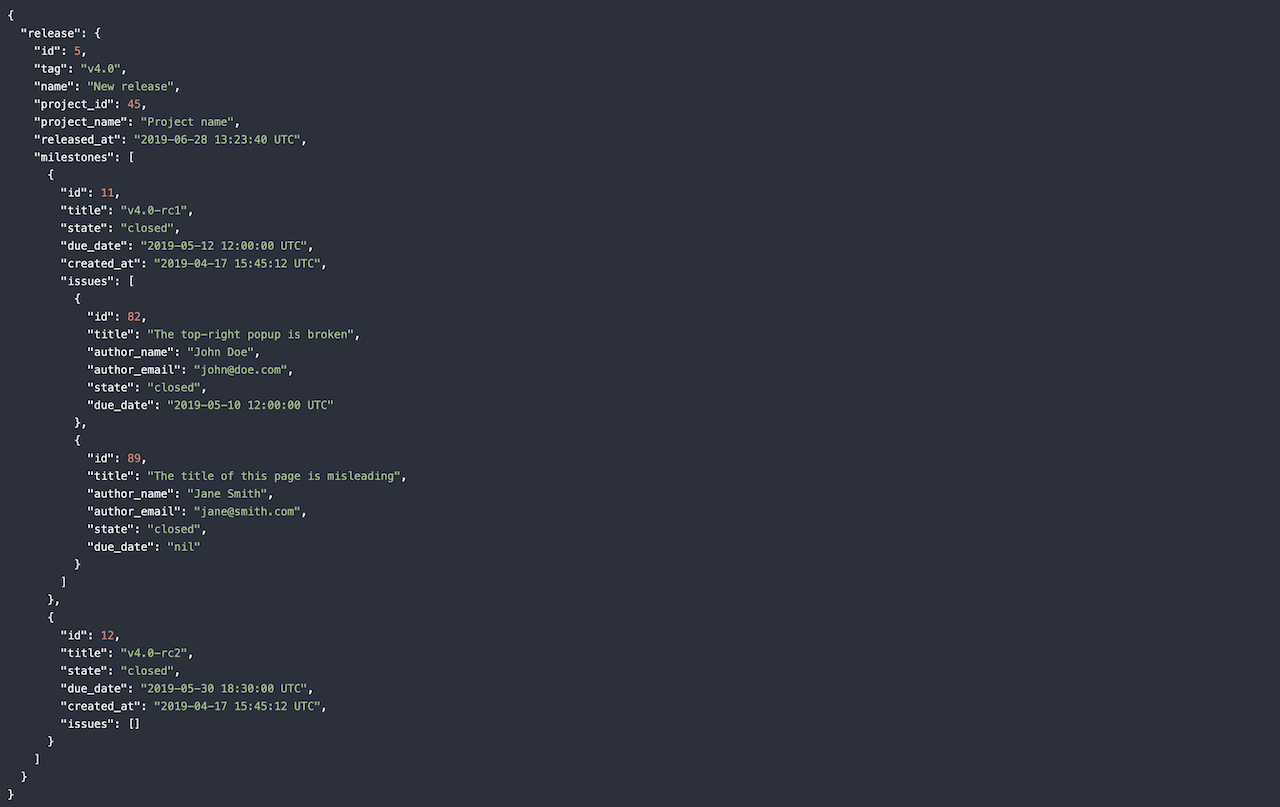 {
  "release": {
    "id": 5,
    "tag": "v4.0",
    "name": "New release",
    "project_id": 45,
    "project_name": "Project name",
    "released_at": "2019-06-28 13:23:40 UTC",
    "milestones": [
      {
        "id": 11,
        "title": "v4.0-rc1",
        "state": "closed",
        "due_date": "2019-05-12 12:00:00 UTC",
        "created_at": "2019-04-17 15:45:12 UTC",
        "issues": [
          {
            "id": 82,
            "title": "The top-right popup is broken",
            "author_name": "John Doe",
            "author_email": "john@doe.com",
            "state": "closed",
            "due_date": "2019-05-10 12:00:00 UTC"
          },
          {
            "id": 89,
            "title": "The title of this page is misleading",
            "author_name": "Jane Smith",
            "author_email": "jane@smith.com",
            "state": "closed",
            "due_date": "nil"
          }
        ]
      },
      {
        "id": 12,
        "title": "v4.0-rc2",
        "state": "closed",
        "due_date": "2019-05-30 18:30:00 UTC",
        "created_at": "2019-04-17 15:45:12 UTC",
        "issues": []
      }
    ]
  }
}